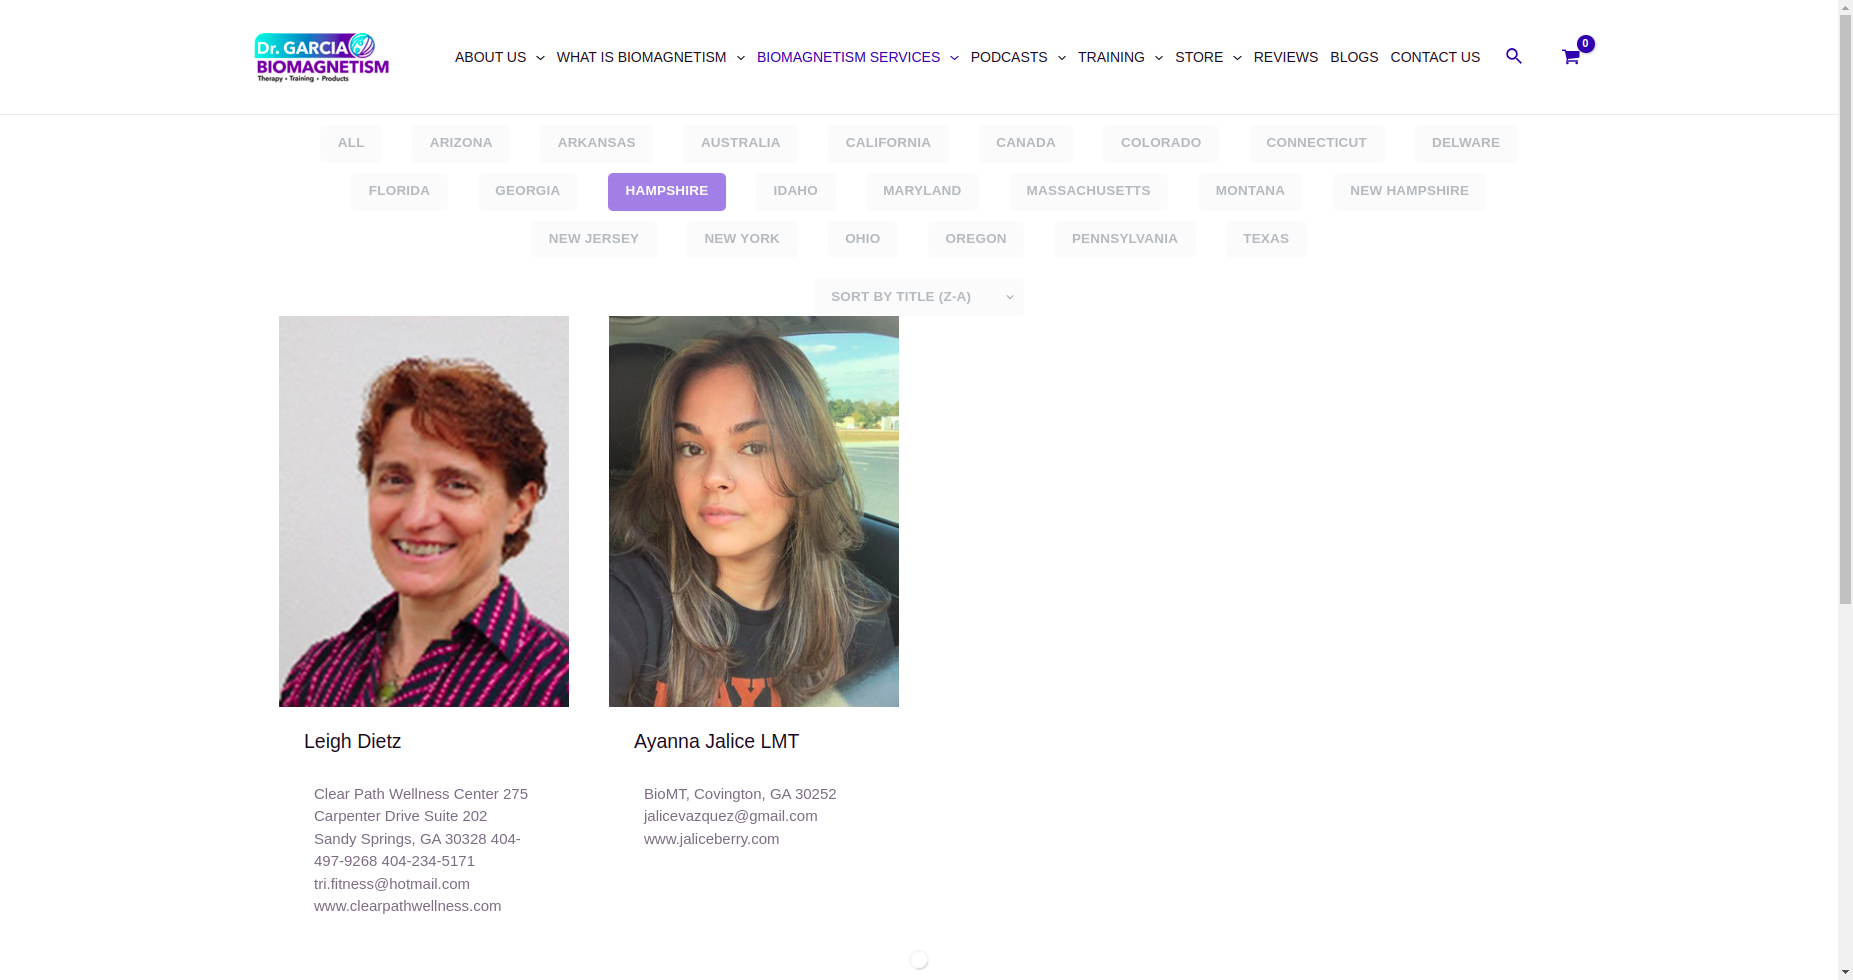 Dr. GARCIA
BIOMAGNETISM
Therapy • Training • Products
ABOUT US WHAT IS BIOMAGNETISM BIOMAGNETISM SERVICES PODCASTS TRAINING STORE REVIEWS BLOGS CONTACT US 0
ALL ARIZONA ARKANSAS AUSTRALIA CALIFORNIA CANADA COLORADO CONNECTICUT DELWARE
FLORIDA GEORGIA HAMPSHIRE IDAHO MARYLAND MASSACHUSETTS MONTANA NEW HAMPSHIRE
NEW JERSEY NEW YORK OHIO OREGON PENNSYLVANIA TEXAS
SORT BY TITLE (Z-A)
Leigh Dietz
Clear Path Wellness Center 275
Carpenter Drive Suite 202
Sandy Springs, GA 30328 404-
497-9268 404-234-5171
tri.fitness@hotmail.com
www.clearpathwellness.com
Ayanna Jalice LMT
BioMT, Covington, GA 30252
jalicevazquez@gmail.com
www.jaliceberry.com